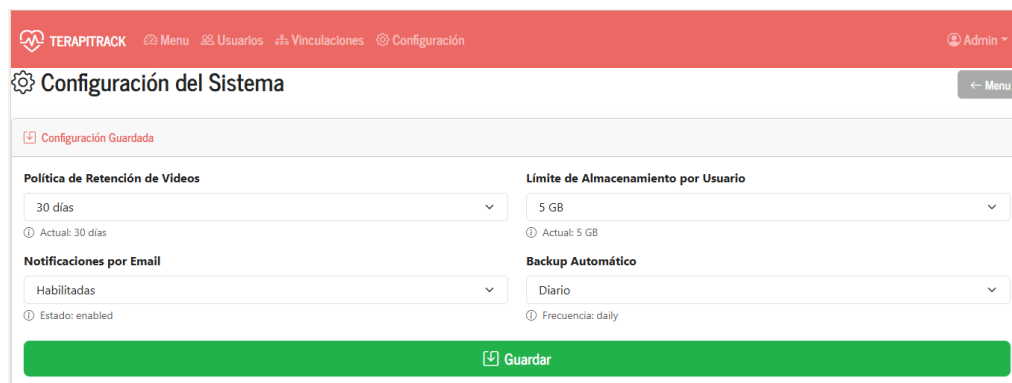 TERAPITRACK Menu Usuarios Vinculaciones Configuración Admin
Configuración del Sistema
← Menu
Configuración Guardada
Política de Retención de Videos
Límite de Almacenamiento por Usuario
30 días
5 GB
Actual: 30 días
Actual: 5 GB
Notificaciones por Email
Backup Automático
Habilitadas
Diario
Estado: enabled
Frecuencia: daily
Guardar